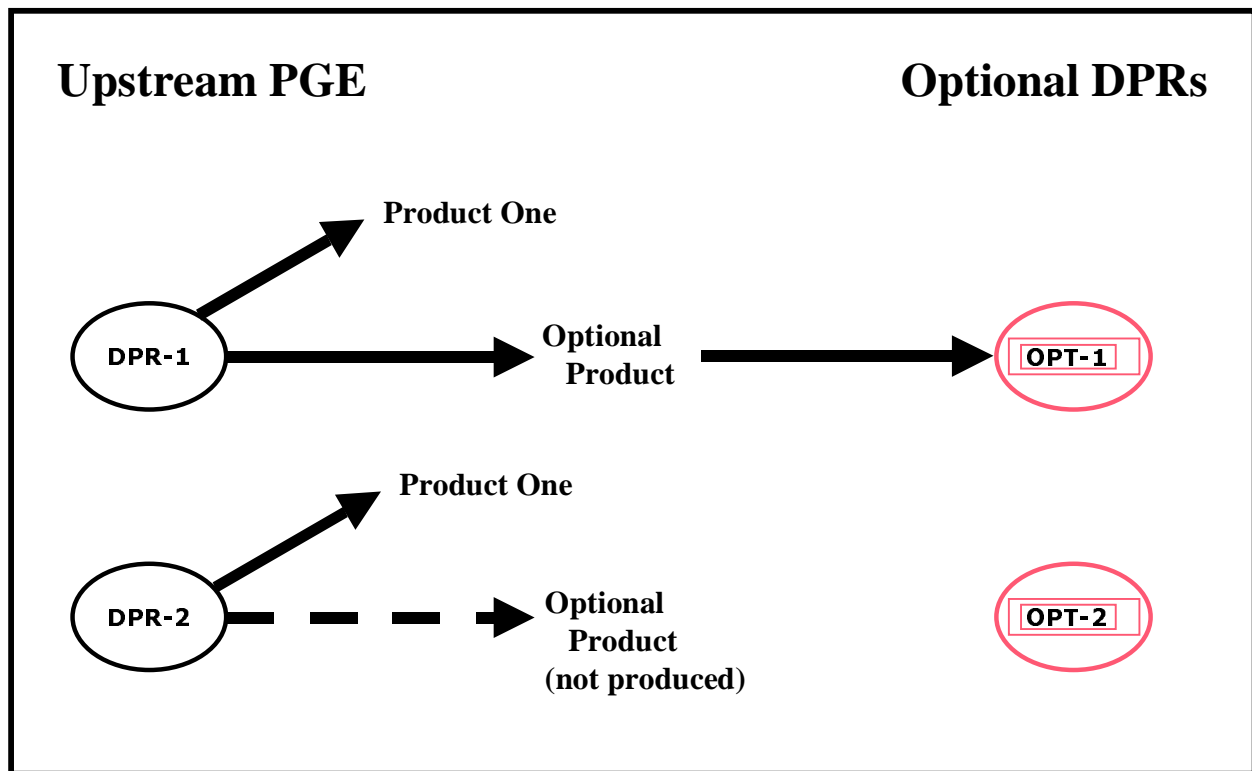 Upstream PGE
Optional DPRs
Product One
DPR-1
Optional
Product
OPT-1
Product One
DPR-2
Optional
Product
(not produced)
OPT-2